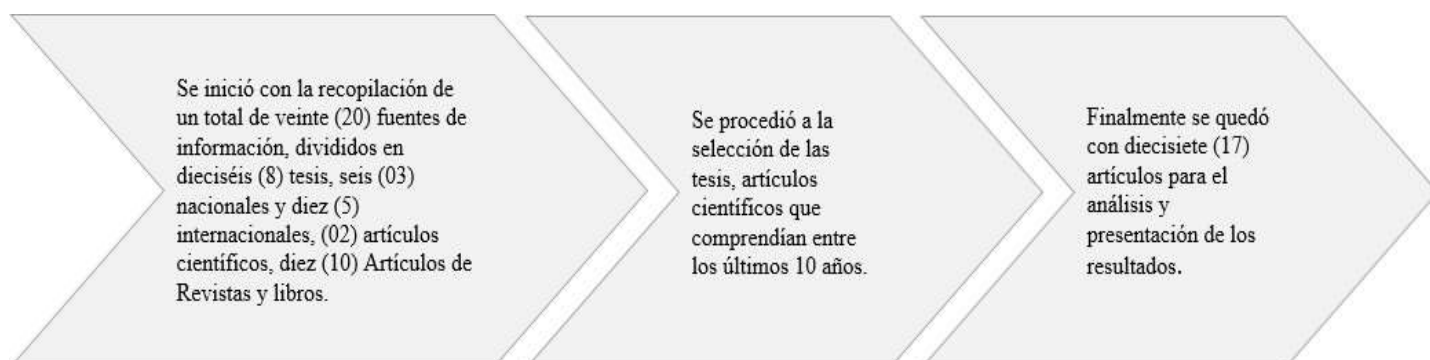 Se inició con la recopilación de
un total de veinte (20) fuentes de
información, divididos en
dieciséis (8) tesis, seis (03)
nacionales y diez (5)
internacionales, (02) artículos
científicos, diez (10) Artículos de
Revistas y libros.
Se procedió a la
selección de las
tesis, artículos
científicos que
comprendían entre
los últimos 10 años.
Finalmente se quedó
con diecisiete (17)
artículos para el
análisis y
presentación de los
resultados.